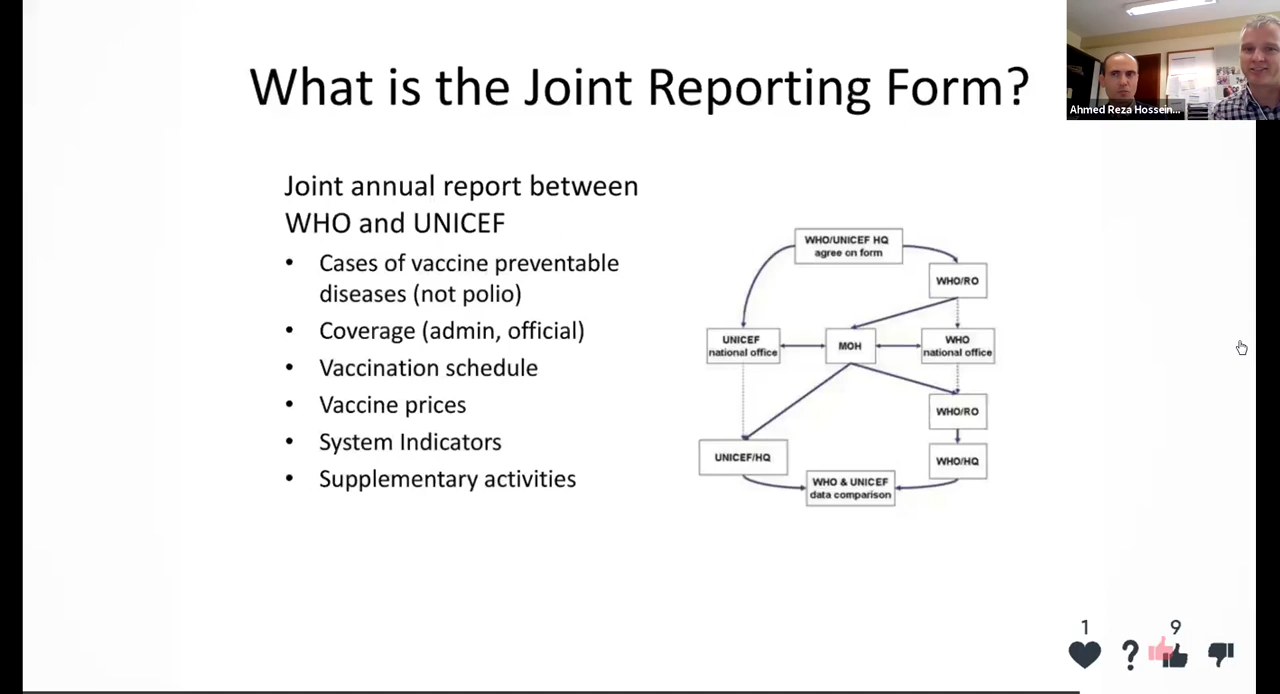 What is the Joint Reporting Form?
Ahmed Reza Hossein...
Joint annual report between
WHO and UNICEF
• Cases of vaccine preventable
diseases (not polio)
• Coverage (admin, official)
• Vaccination schedule
• Vaccine prices
• System Indicators
• Supplementary activities
WHO/UNICEF HQ
agree on form
WHO/RO
UNICEF
national office
MOH
WHO
national office
WHO/RO
UNICEF/HQ
WHO/HQ
WHO & UNICEF
data comparison
1
9
?